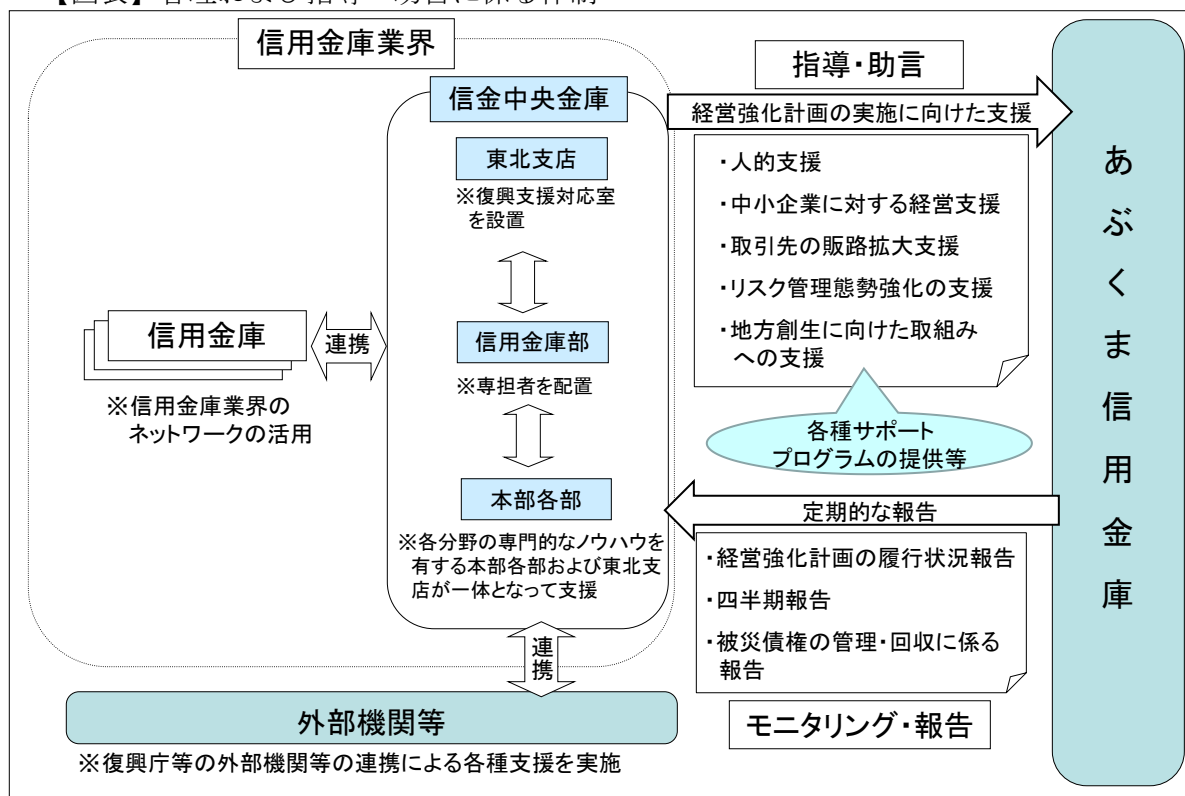 信用金庫業界
信金中央金庫
東北支店
※復興支援対応室
を設置
信用金庫部
※専担者を配置
本部各部
※各分野の専門的なノウハウを
有する本部各部および東北支
店が一体となって支援
信用金庫
※信用金庫業界の
ネットワークの活用
連携
連携
外部機関等
※復興庁等の外部機関等の連携による各種支援を実施
指導・助言
経営強化計画の実施に向けた支援
・人的支援
・中小企業に対する経営支援
・取引先の販路拡大支援
・リスク管理態勢強化の支援
・地方創生に向けた取組み
への支援
各種サポート
プログラムの提供等
定期的な報告
・経営強化計画の履行状況報告
・四半期報告
・被災債権の管理・回収に係る
報告
モニタリング・報告
あぶくま信用金庫